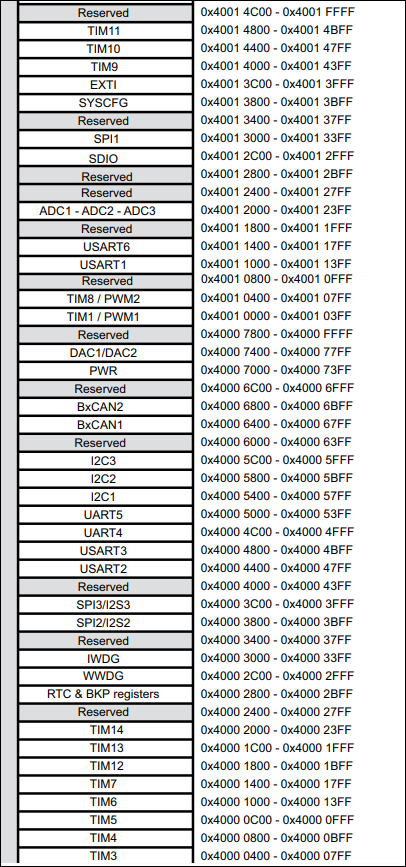 Reserved 0x4001 4C00 - 0x4001 FFFF
TIM11 0x4001 4800 - 0x4001 4BFF
TIM10 0x4001 4400 - 0x4001 47FF
TIM9 0x4001 4000 - 0x4001 43FF
EXTI 0x4001 3C00 - 0x4001 3FFF
SYSCFG 0x4001 3800 - 0x4001 3BFF
Reserved 0x4001 3400 - 0x4001 37FF
SPI1 0x4001 3000 - 0x4001 33FF
SDIO 0x4001 2C00 - 0x4001 2FFF
Reserved 0x4001 2800 - 0x4001 2BFF
Reserved 0x4001 2400 - 0x4001 27FF
ADC1 - ADC2 - ADC3 0x4001 2000 - 0x4001 23FF
Reserved 0x4001 1800 - 0x4001 1FFF
USART6 0x4001 1400 - 0x4001 17FF
USART1 0x4001 1000 - 0x4001 13FF
Reserved 0x4001 0800 - 0x4001 0FFF
TIM8 / PWM2 0x4001 0400 - 0x4001 07FF
TIM1 / PWM1 0x4001 0000 - 0x4001 03FF
Reserved 0x4000 7800 - 0x4000 FFFF
DAC1/DAC2 0x4000 7400 - 0x4000 77FF
PWR 0x4000 7000 - 0x4000 73FF
Reserved 0x4000 6C00 - 0x4000 6FFF
BxCAN2 0x4000 6800 - 0x4000 6BFF
BxCAN1 0x4000 6400 - 0x4000 67FF
Reserved 0x4000 6000 - 0x4000 63FF
I2C3 0x4000 5C00 - 0x4000 5FFF
I2C2 0x4000 5800 - 0x4000 5BFF
I2C1 0x4000 5400 - 0x4000 57FF
UART5 0x4000 5000 - 0x4000 53FF
UART4 0x4000 4C00 - 0x4000 4FFF
USART3 0x4000 4800 - 0x4000 4BFF
USART2 0x4000 4400 - 0x4000 47FF
Reserved 0x4000 4000 - 0x4000 43FF
SPI3/I2S3 0x4000 3C00 - 0x4000 3FFF
SPI2/I2S2 0x4000 3800 - 0x4000 3BFF
Reserved 0x4000 3400 - 0x4000 37FF
IWDG 0x4000 3000 - 0x4000 33FF
WWDG 0x4000 2C00 - 0x4000 2FFF
RTC & BKP registers 0x4000 2800 - 0x4000 2BFF
Reserved 0x4000 2400 - 0x4000 27FF
TIM14 0x4000 2000 - 0x4000 23FF
TIM13 0x4000 1C00 - 0x4000 1FFF
TIM12 0x4000 1800 - 0x4000 1BFF
TIM7 0x4000 1400 - 0x4000 17FF
TIM6 0x4000 1000 - 0x4000 13FF
TIM5 0x4000 0C00 - 0x4000 0FFF
TIM4 0x4000 0800 - 0x4000 0BFF
TIM3 0x4000 0400 - 0x4000 07FF